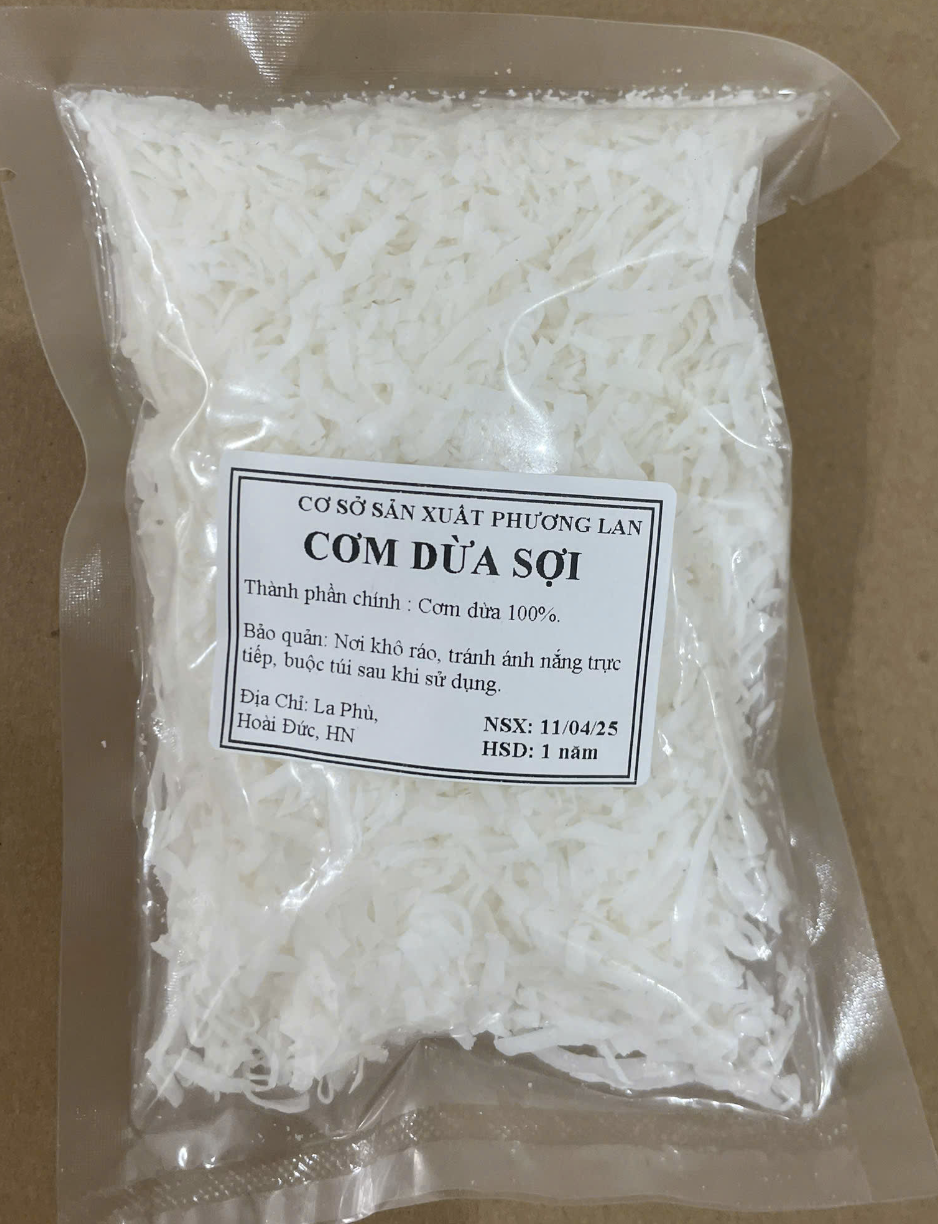 CƠ SỞ SẢN XUẤT PHƯƠNG LAN
CƠM DỪA SỢI
Thành phần chính : Cơm dừa 100%.
Bảo quản: Nơi khô ráo, tránh ánh nắng trực
tiếp, buộc túi sau khi sử dụng.
Địa Chỉ: La Phù,
Hoài Đức, HN
NSX: 11/04/25
HSD: 1 năm